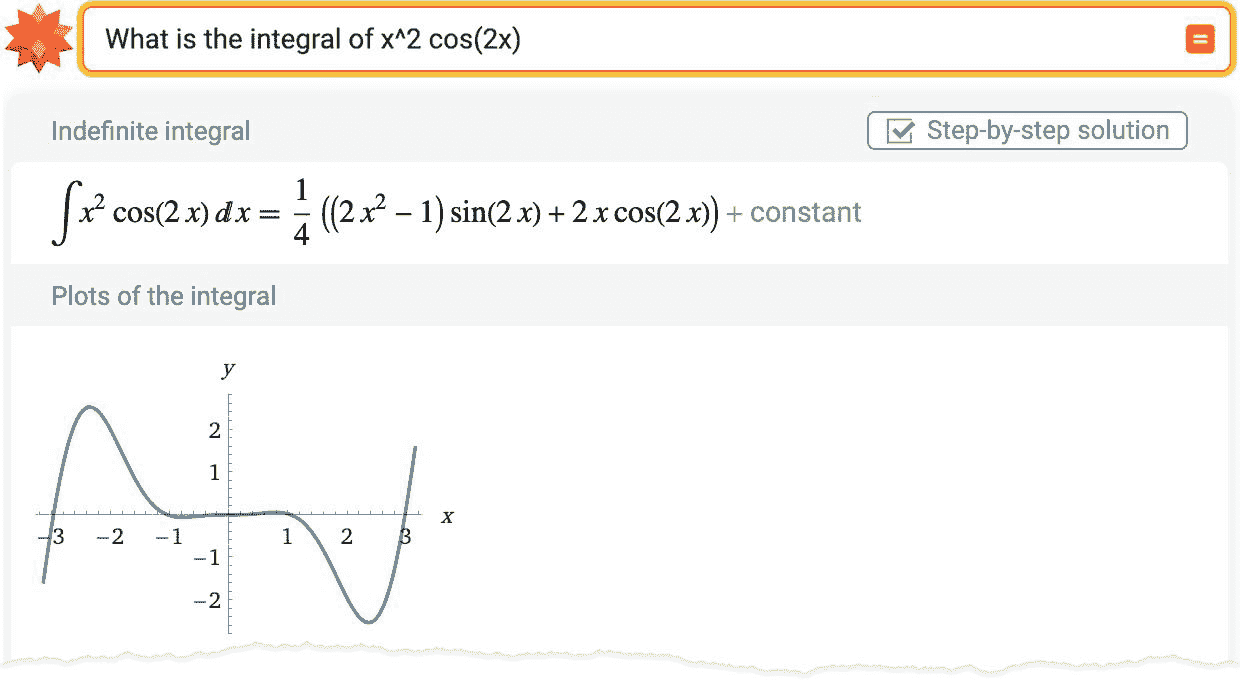 What is the integral of x^2 cos(2x)
=
Indefinite integral
Step-by-step solution
∫ x² cos(2 x) d x = 1/4 ((2 x² − 1) sin(2 x) + 2 x cos(2 x)) + constant
Plots of the integral
y
2
1
x
−3 −2 −1 1 2 3
−1
−2